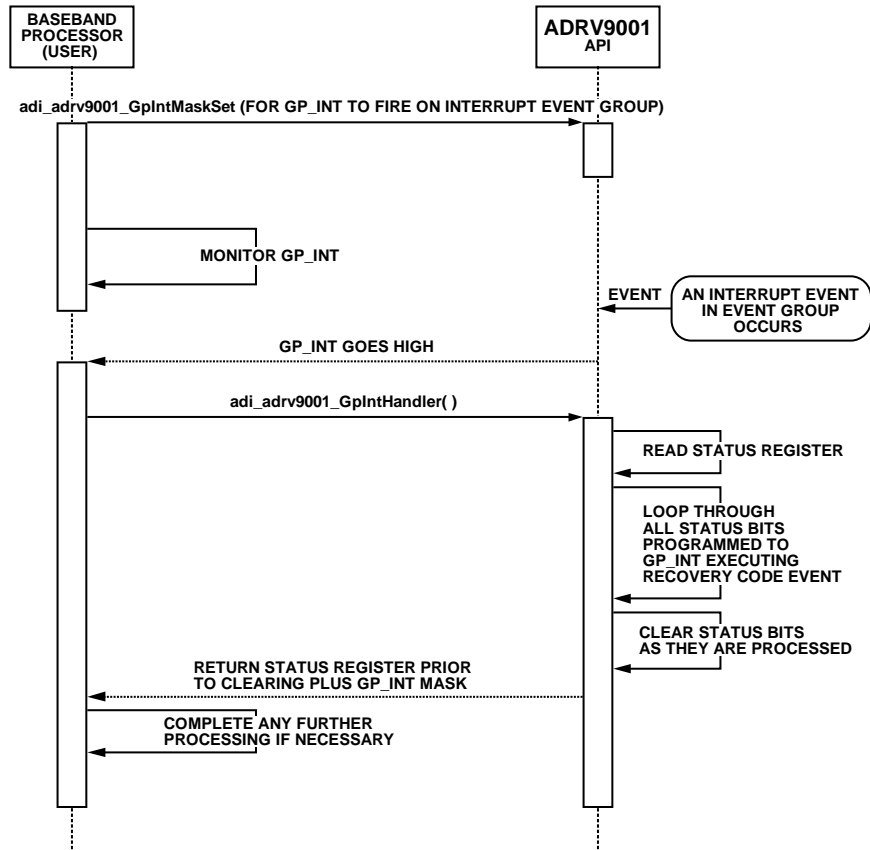 BASEBAND
PROCESSOR
(USER)
ADRV9001
API
adi_adrv9001_GpIntMaskSet (FOR GP_INT TO FIRE ON INTERRUPT EVENT GROUP)
MONITOR GP_INT
EVENT
AN INTERRUPT EVENT
IN EVENT GROUP
OCCURS
GP_INT GOES HIGH
adi_adrv9001_GpIntHandler( )
READ STATUS REGISTER
LOOP THROUGH
ALL STATUS BITS
PROGRAMMED TO
GP_INT EXECUTING
RECOVERY CODE EVENT
CLEAR STATUS BITS
AS THEY ARE PROCESSED
RETURN STATUS REGISTER PRIOR
TO CLEARING PLUS GP_INT MASK
COMPLETE ANY FURTHER
PROCESSING IF NECESSARY